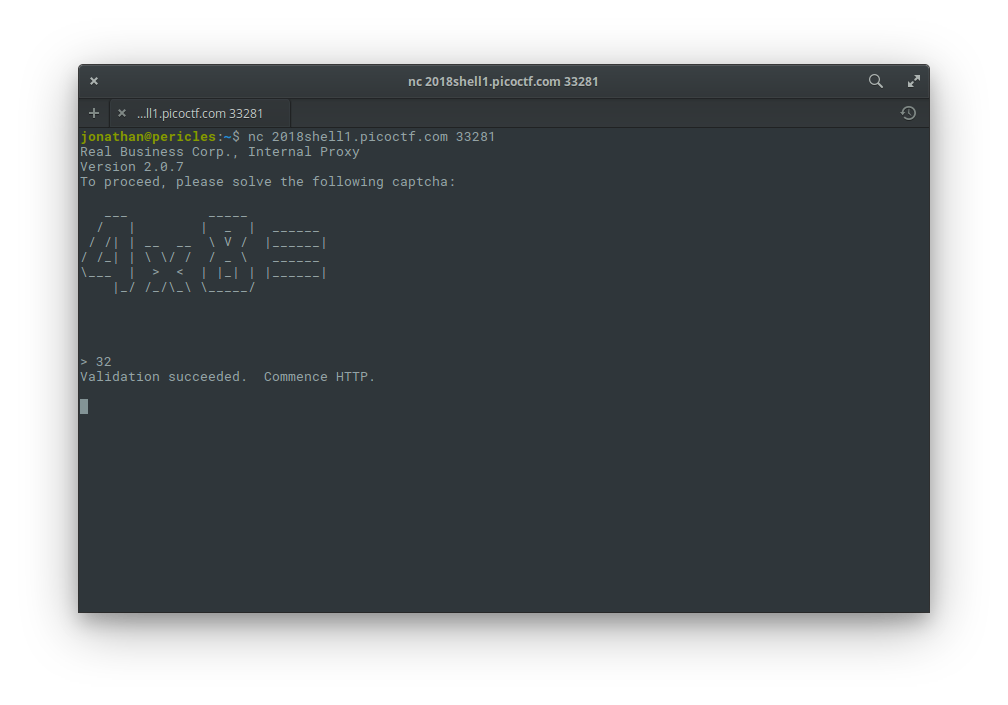 nc 2018shell1.picoctf.com 33281
...ll1.picoctf.com 33281
jonathan@pericles:~$ nc 2018shell1.picoctf.com 33281
Real Business Corp., Internal Proxy
Version 2.0.7
To proceed, please solve the following captcha:
   ___          _____
  /   |        |  _  |  ______
 / /| | __  __  \ V /  |______|
/ /_| | \ \/ /  / _ \   ______
\___  |  >  <  | |_| | |______|
    |_/ /_/\_\ \_____/
> 32
Validation succeeded.  Commence HTTP.